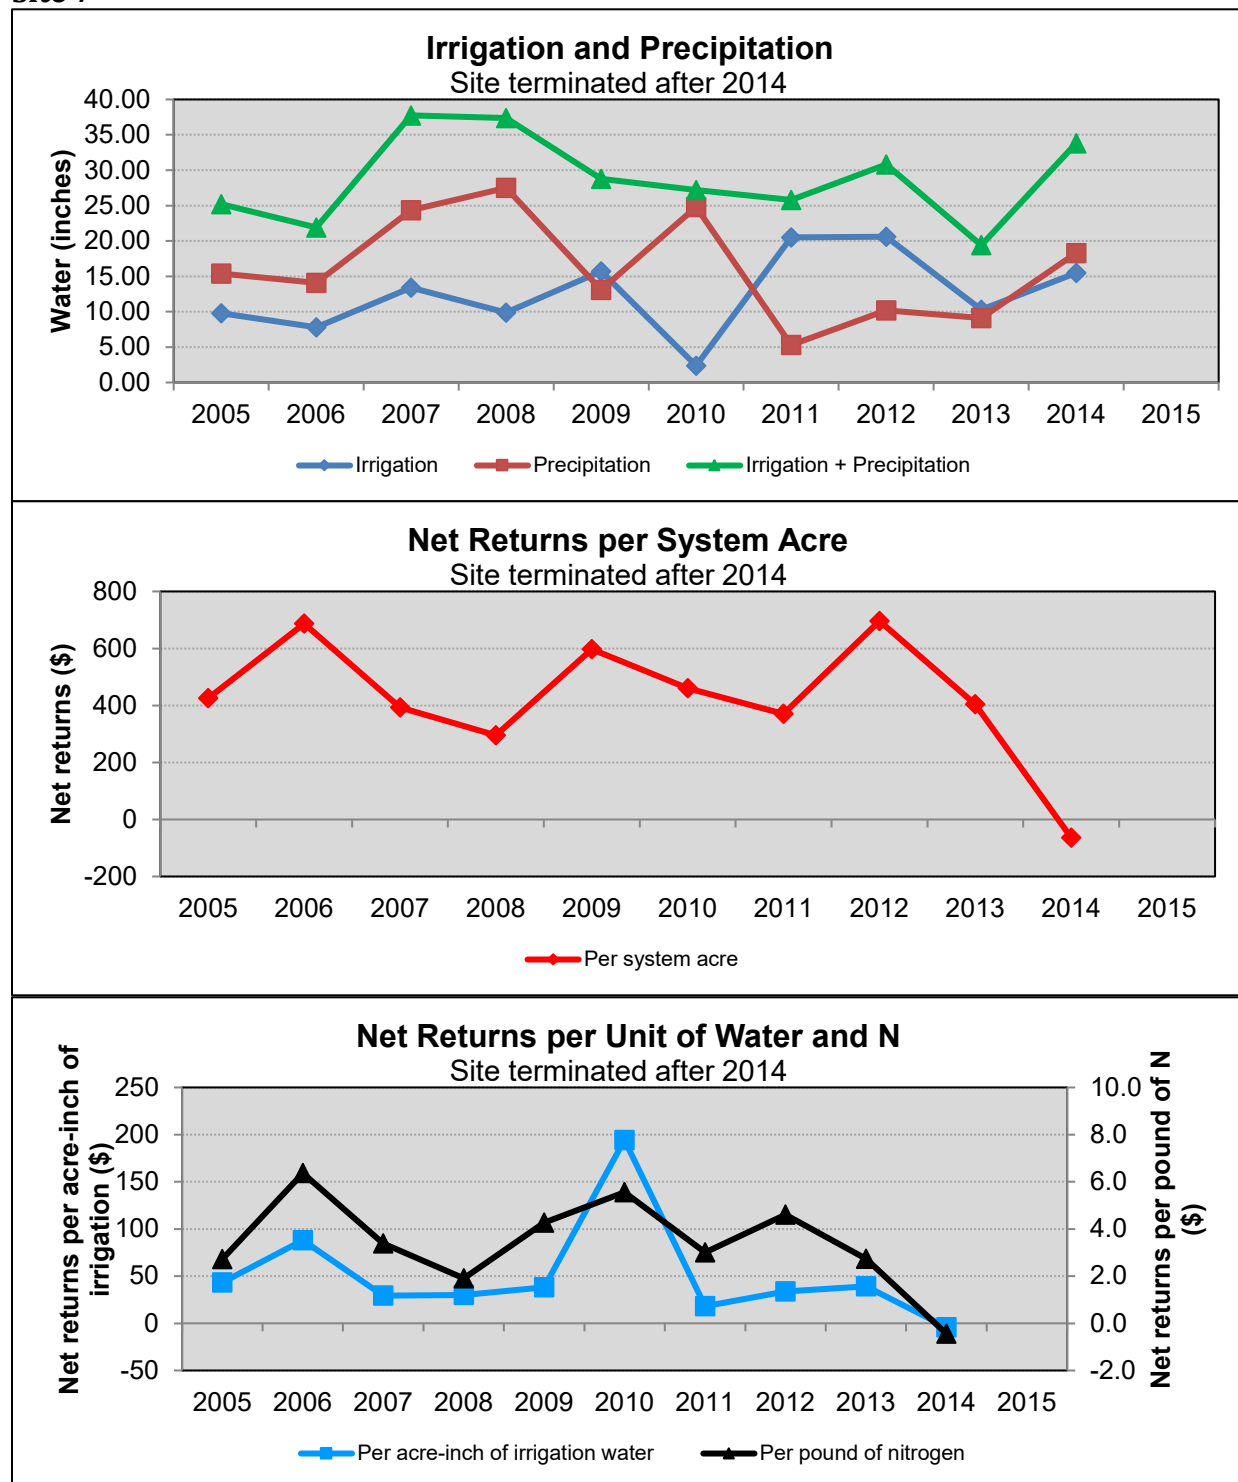 Site 7
Irrigation and Precipitation
Site terminated after 2014
Water (inches)
40.00
35.00
30.00
25.00
20.00
15.00
10.00
5.00
0.00
2005 2006 2007 2008 2009 2010 2011 2012 2013 2014 2015
Irrigation Precipitation Irrigation + Precipitation
Net Returns per System Acre
Site terminated after 2014
Net returns ($)
800
600
400
200
0
-200
2005 2006 2007 2008 2009 2010 2011 2012 2013 2014 2015
Per system acre
Net Returns per Unit of Water and N
Site terminated after 2014
Net returns per acre-inch of
irrigation ($)
250
200
150
100
50
0
-50
10.0
8.0
6.0
4.0
2.0
0.0
-2.0
Net returns per pound of N
($)
2005 2006 2007 2008 2009 2010 2011 2012 2013 2014 2015
Per acre-inch of irrigation water Per pound of nitrogen